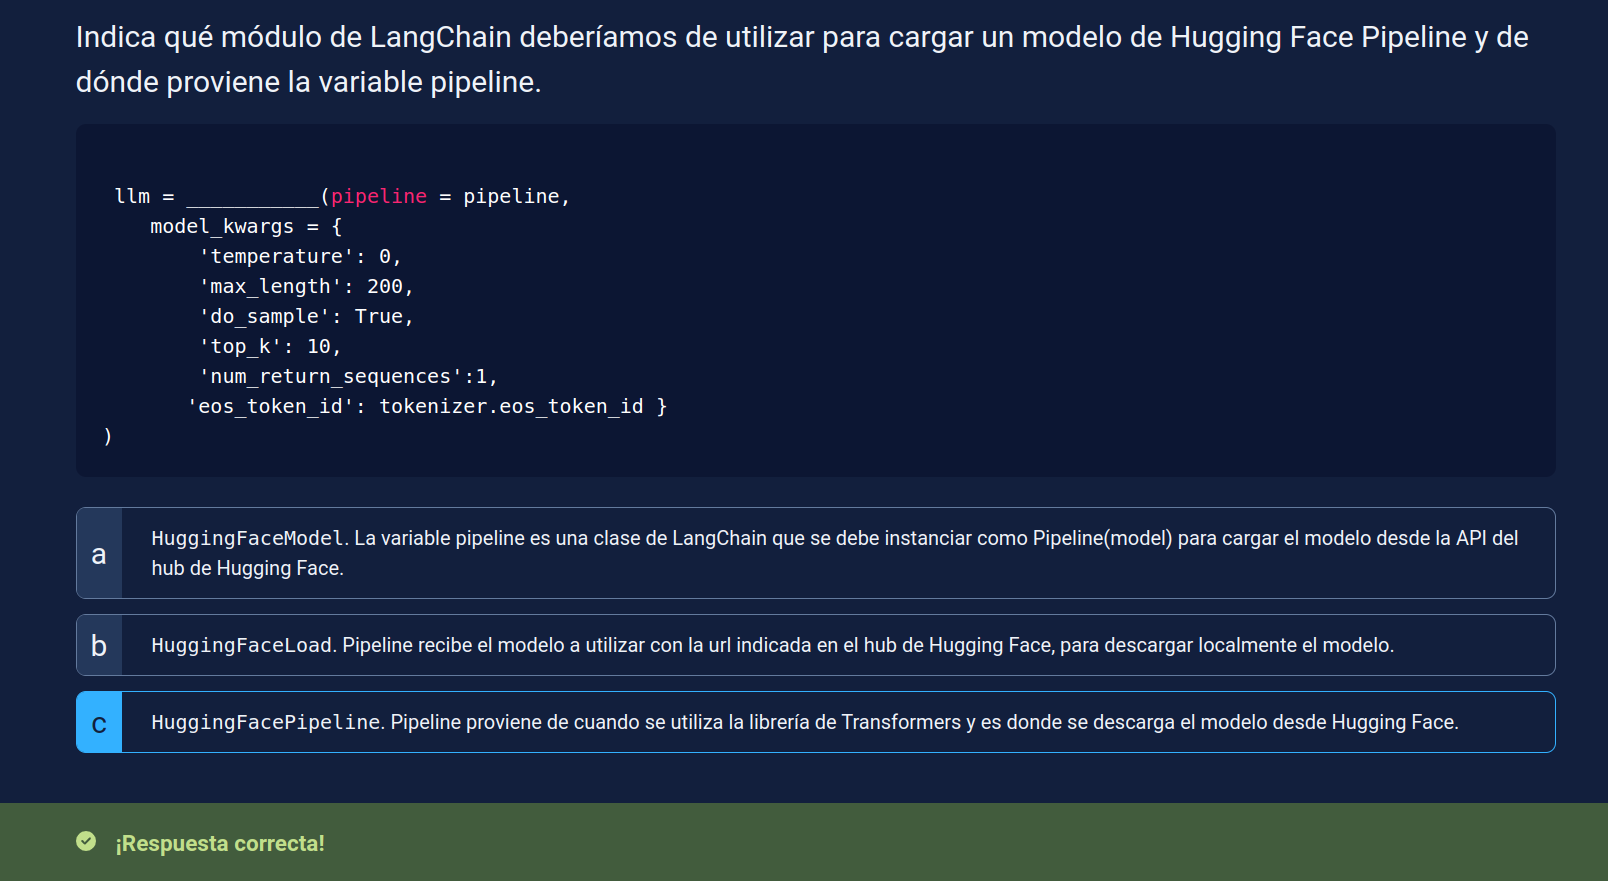 Indica qué módulo de LangChain deberíamos de utilizar para cargar un modelo de Hugging Face Pipeline y de
dónde proviene la variable pipeline.
llm = ___________(pipeline = pipeline,
model_kwargs = {
'temperature': 0,
'max_length': 200,
'do_sample': True,
'top_k': 10,
'num_return_sequences':1,
'eos_token_id': tokenizer.eos_token_id }
)
a
HuggingFaceModel. La variable pipeline es una clase de LangChain que se debe instanciar como Pipeline(model) para cargar el modelo desde la API del
hub de Hugging Face.
b
HuggingFaceLoad. Pipeline recibe el modelo a utilizar con la url indicada en el hub de Hugging Face, para descargar localmente el modelo.
c
HuggingFacePipeline. Pipeline proviene de cuando se utiliza la librería de Transformers y es donde se descarga el modelo desde Hugging Face.
¡Respuesta correcta!